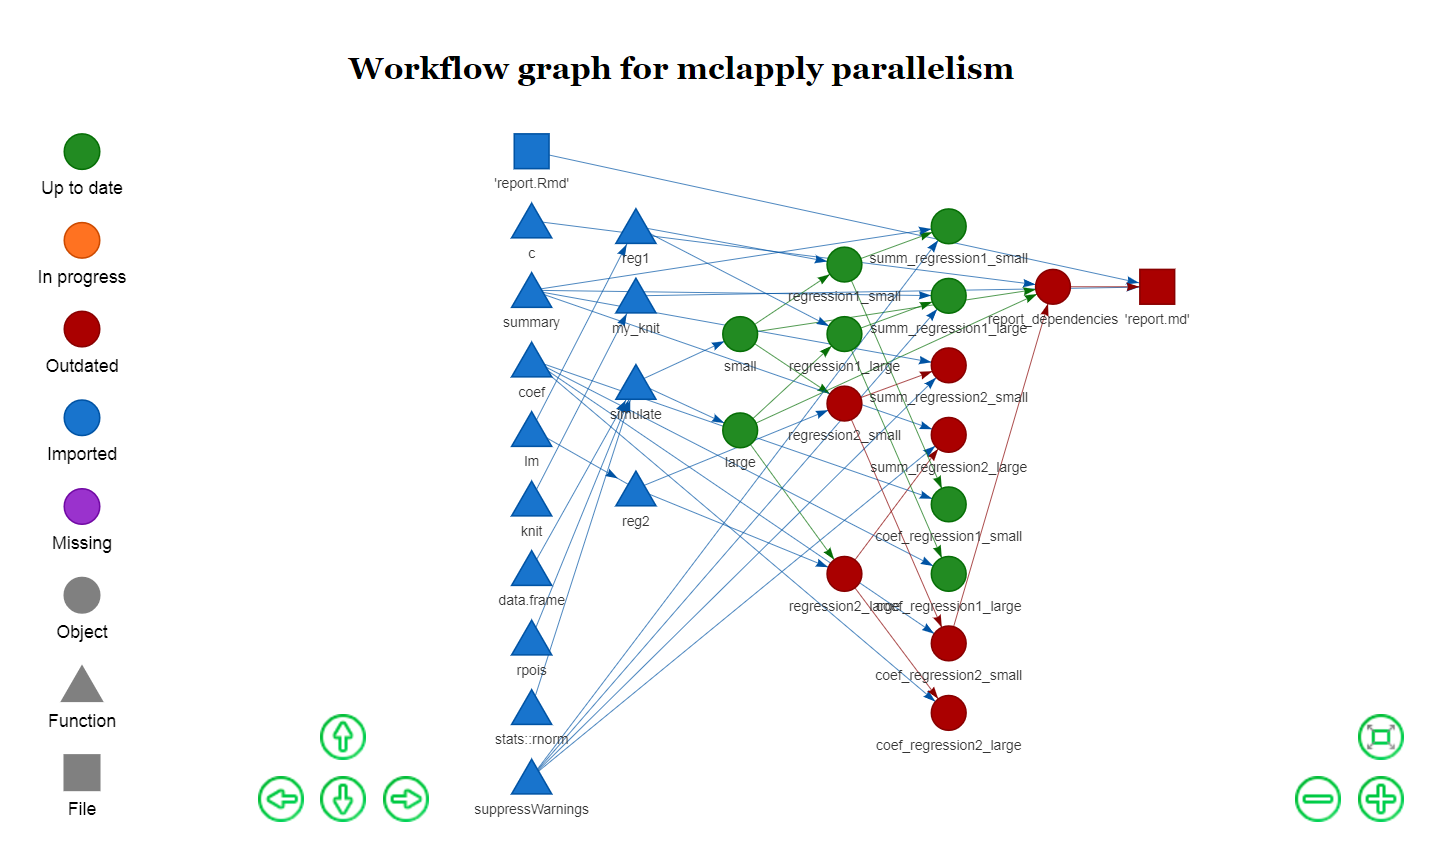 Workflow graph for mclapply parallelism
Up to date
In progress
Outdated
Imported
Missing
Object
Function
File
'report.Rmd'
c
summary
coef
lm
knit
data.frame
rpois
stats::rnorm
suppressWarnings
reg1
my_knit
simulate
reg2
small
large
regression1_small
regression1_large
regression2_small
regression2_large
summ_regression1_small
summ_regression1_large
summ_regression2_small
summ_regression2_large
coef_regression1_small
coef_regression1_large
coef_regression2_small
coef_regression2_large
report_dependencies
'report.md'